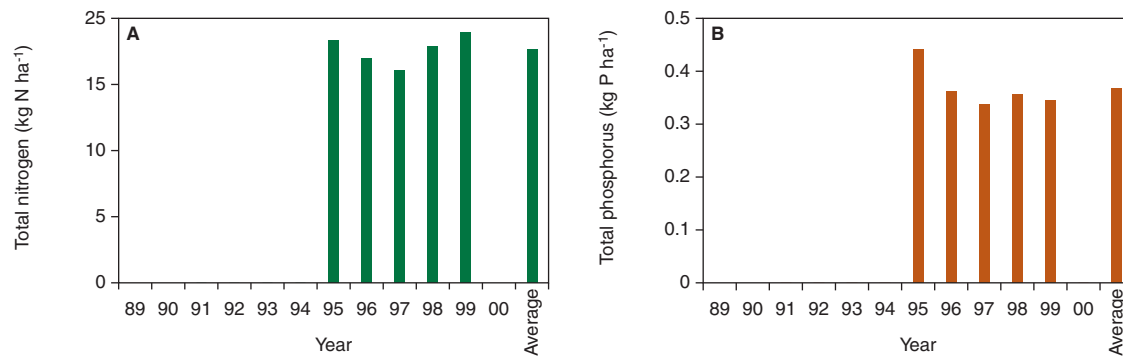 A
Total nitrogen (kg N ha-1)
25
15
10
5
0
89 90 91 92 93 94 95 96 97 98 99 00 Average
Year
B
Total phosphorus (kg P ha-1)
0.5
0.4
0.3
0.2
0.1
0
89 90 91 92 93 94 95 96 97 98 99 00 Average
Year